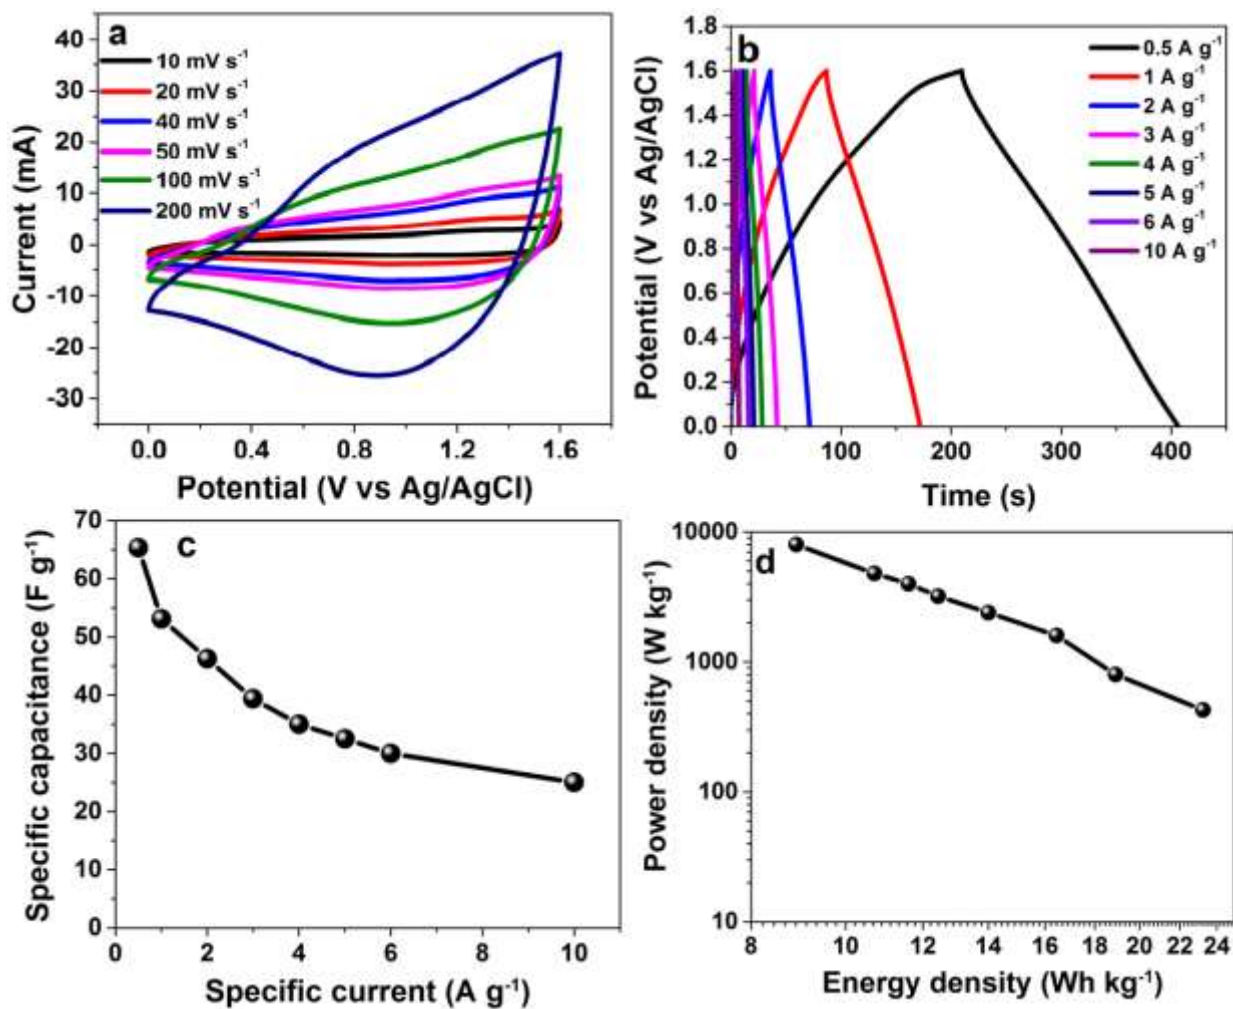 a
40
30
20
10
0
-10
-20
-30
Current (mA)
10 mV s⁻¹
20 mV s⁻¹
40 mV s⁻¹
50 mV s⁻¹
100 mV s⁻¹
200 mV s⁻¹
0.0 0.4 0.8 1.2 1.6
Potential (V vs Ag/AgCl)
b
1.8
1.6
1.4
1.2
1.0
0.8
0.6
0.4
0.2
0.0
Potential (V vs Ag/AgCl)
0.5 A g⁻¹
1 A g⁻¹
2 A g⁻¹
3 A g⁻¹
4 A g⁻¹
5 A g⁻¹
6 A g⁻¹
10 A g⁻¹
0 100 200 300 400
Time (s)
c
70
60
50
40
30
20
10
0
Specific capacitance (F g⁻¹)
0 2 4 6 8 10
Specific current (A g⁻¹)
d
10000
1000
100
10
Power density (W kg⁻¹)
8 10 12 14 16 18 20 22 24
Energy density (Wh kg⁻¹)